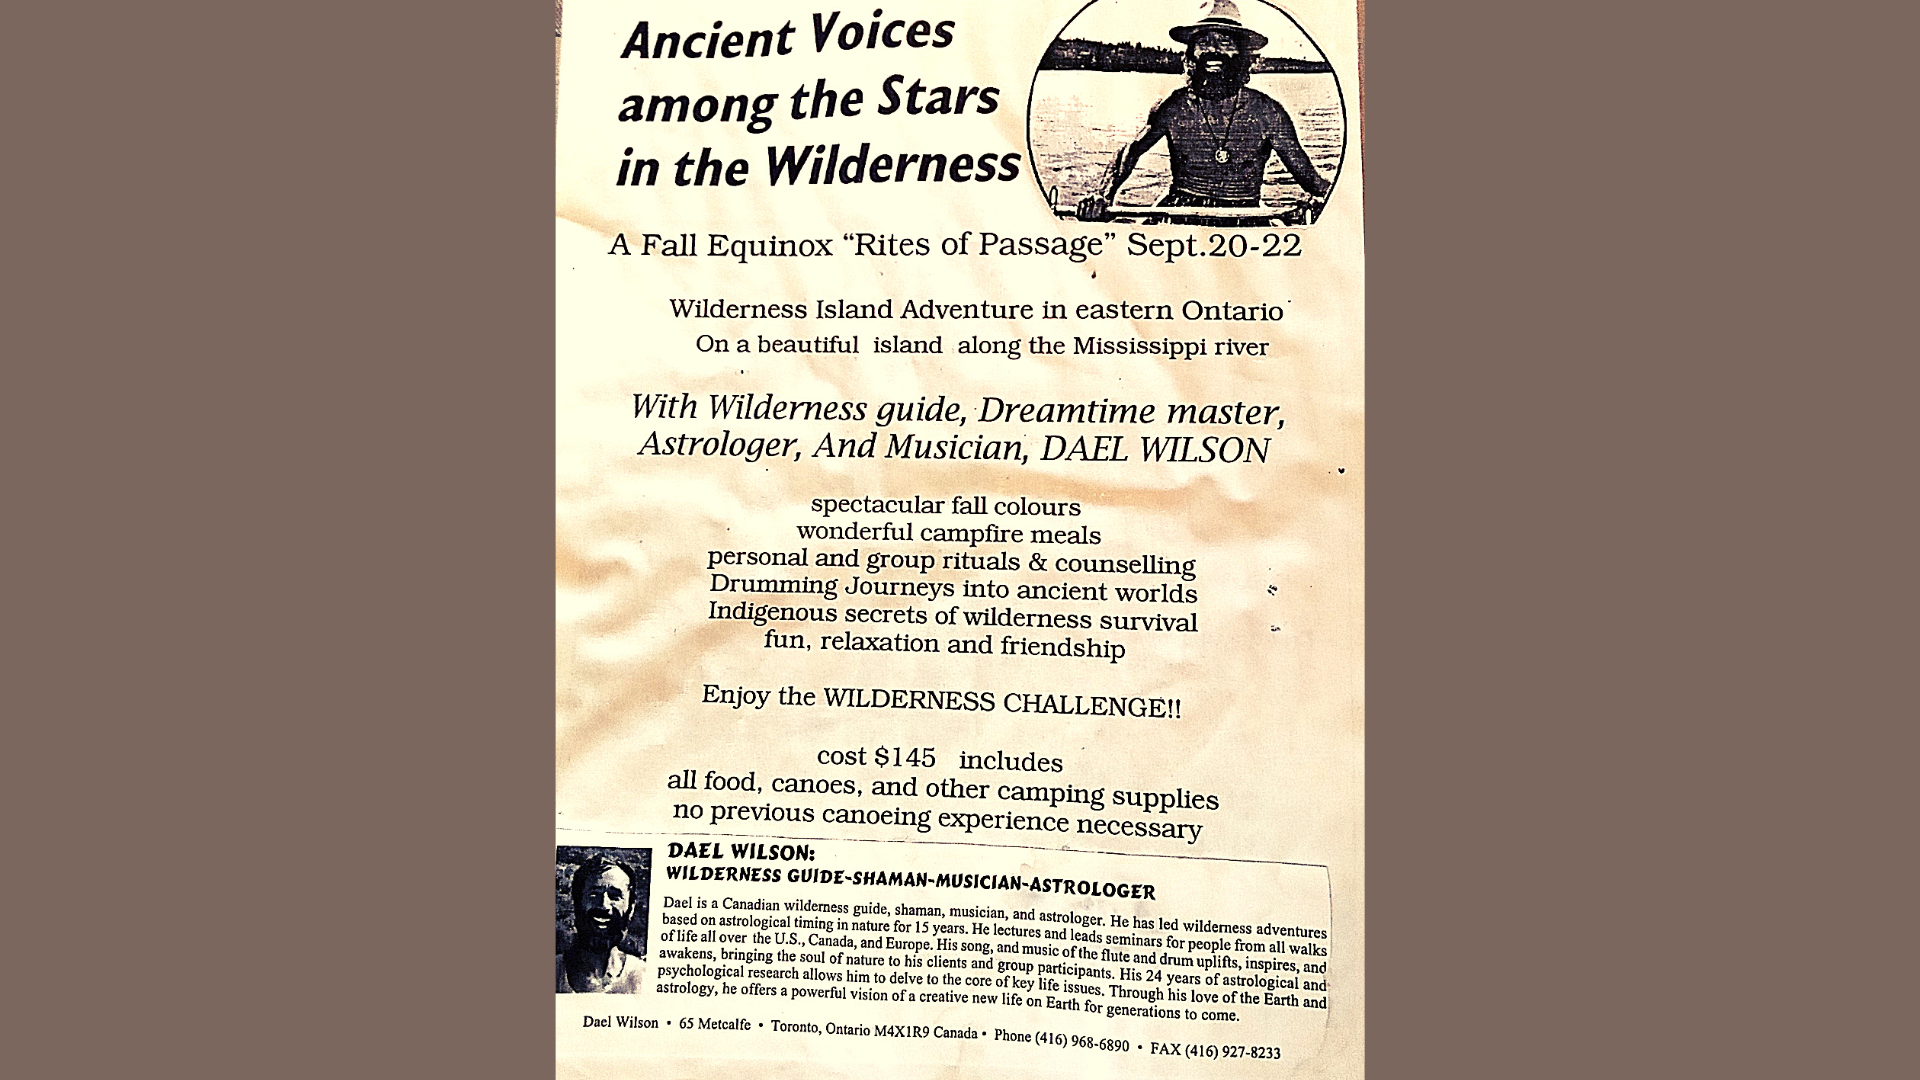 Ancient Voices
among the Stars
in the Wilderness
A Fall Equinox “Rites of Passage” Sept.20-22
Wilderness Island Adventure in eastern Ontario
On a beautiful island along the Mississippi river
With Wilderness guide, Dreamtime master,
Astrologer, And Musician, DAEL WILSON
spectacular fall colours
wonderful campfire meals
personal and group rituals & counselling
Drumming Journeys into ancient worlds
Indigenous secrets of wilderness survival
fun, relaxation and friendship
Enjoy the WILDERNESS CHALLENGE!!
cost $145 includes
all food, canoes, and other camping supplies
no previous canoeing experience necessary
DAEL WILSON:
WILDERNESS GUIDE-SHAMAN-MUSICIAN-ASTROLOGER
Dael is a Canadian wilderness guide, shaman, musician, and astrologer. He has led wilderness adventures
based on astrological timing in nature for 15 years. He lectures and leads seminars for people from all walks
of life all over the U.S., Canada, and Europe. His song, and music of the flute and drum uplifts, inspires, and
awakens, bringing the soul of nature to his clients and group participants. His 24 years of astrological and
psychological research allows him to delve to the core of key life issues. Through his love of the Earth and
astrology, he offers a powerful vision of a creative new life on Earth for generations to come.
Dael Wilson • 65 Metcalfe • Toronto, Ontario M4X1R9 Canada • Phone (416) 968-6890 • FAX (416) 927-8233